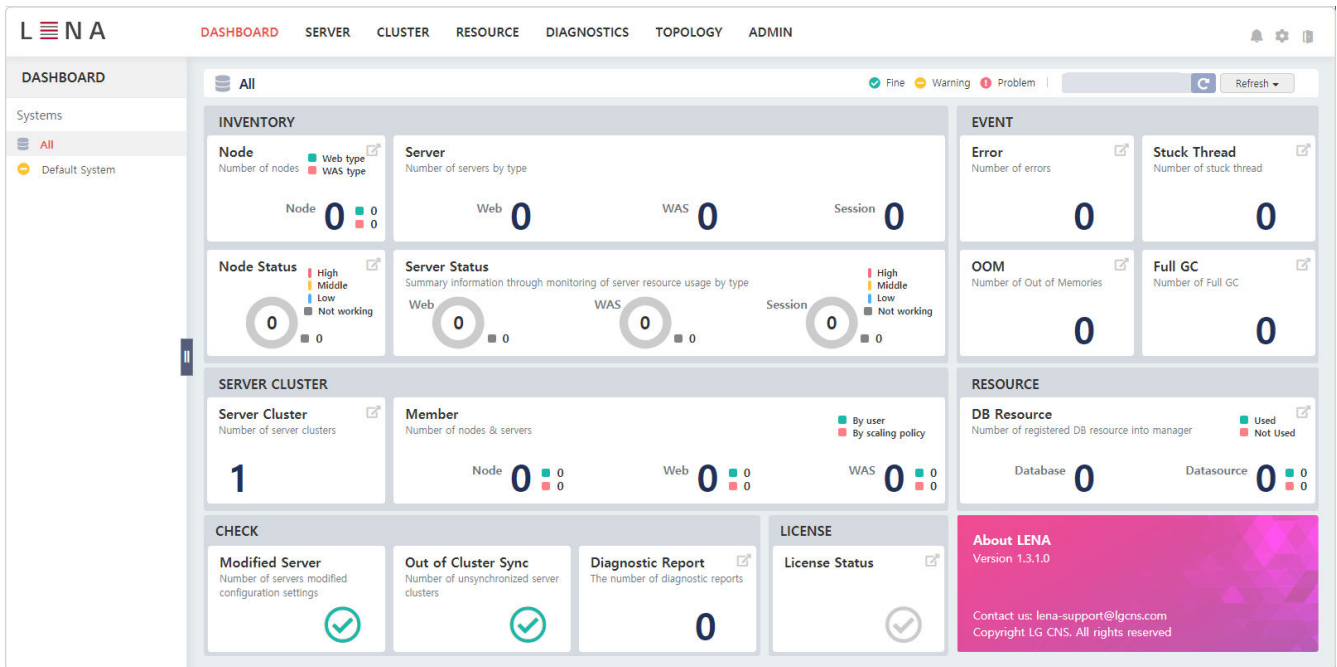 LENA
DASHBOARD SERVER CLUSTER RESOURCE DIAGNOSTICS TOPOLOGY ADMIN
DASHBOARD
Systems
All
Default System
All
Fine Warning Problem
Refresh
INVENTORY
Node
Number of nodes
Web type
WAS type
Node 0 0
0
Server
Number of servers by type
Web 0 WAS 0 Session 0
Node Status
High
Middle
Low
Not working
0
0
Server Status
Summary information through monitoring of server resource usage by type
High
Middle
Low
Not working
Web 0 0
WAS 0 0
Session 0 0
EVENT
Error
Number of errors
0
Stuck Thread
Number of stuck thread
0
OOM
Number of Out of Memories
0
Full GC
Number of Full GC
0
SERVER CLUSTER
Server Cluster
Number of server clusters
1
Member
Number of nodes & servers
By user
By scaling policy
Node 0 0
0
Web 0 0
0
WAS 0 0
0
RESOURCE
DB Resource
Number of registered DB resource into manager
Used
Not Used
Database 0
Datasource 0 0
0
CHECK
Modified Server
Number of servers modified
configuration settings
Out of Cluster Sync
Number of unsynchronized server
clusters
Diagnostic Report
The number of diagnostic reports
0
LICENSE
License Status
About LENA
Version 1.3.1.0
Contact us: lena-support@lgcns.com
Copyright LG CNS. All rights reserved